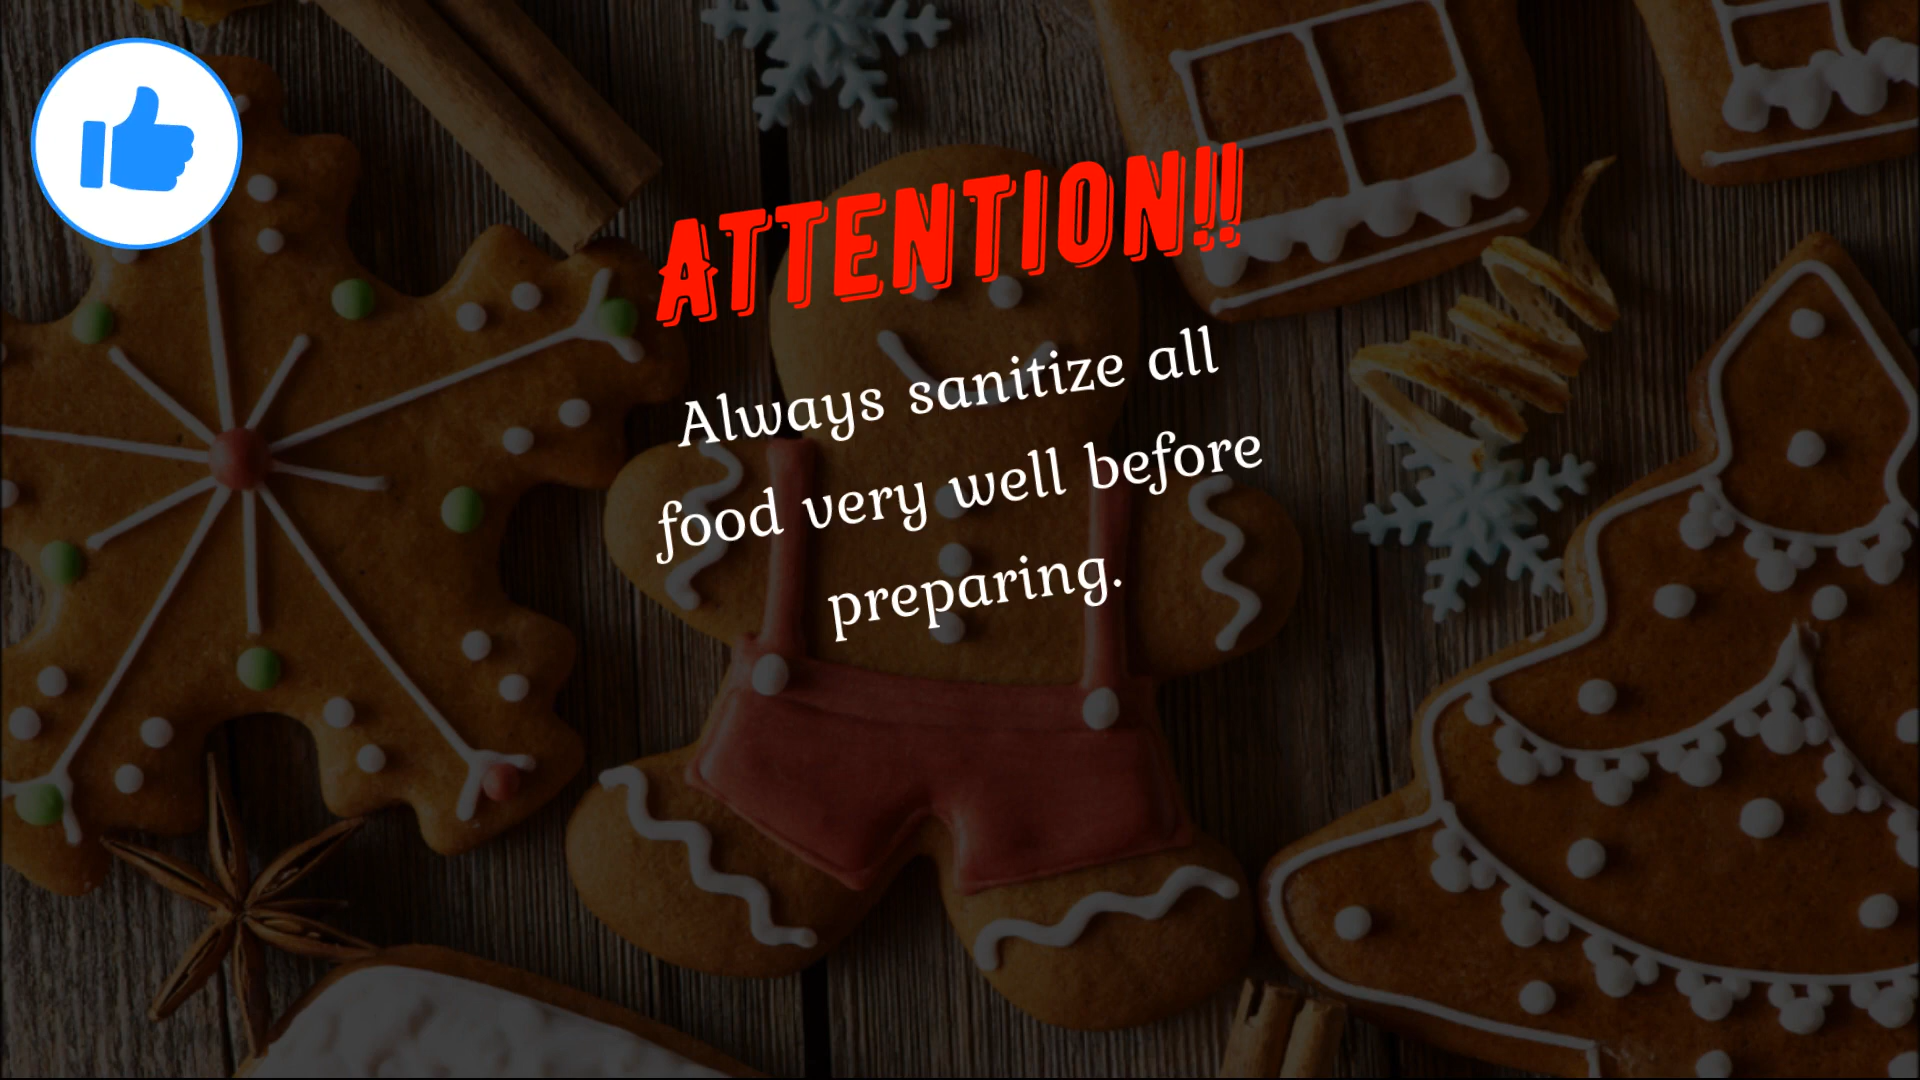 ATTENTION!!
Always sanitize all
food very well before
preparing.